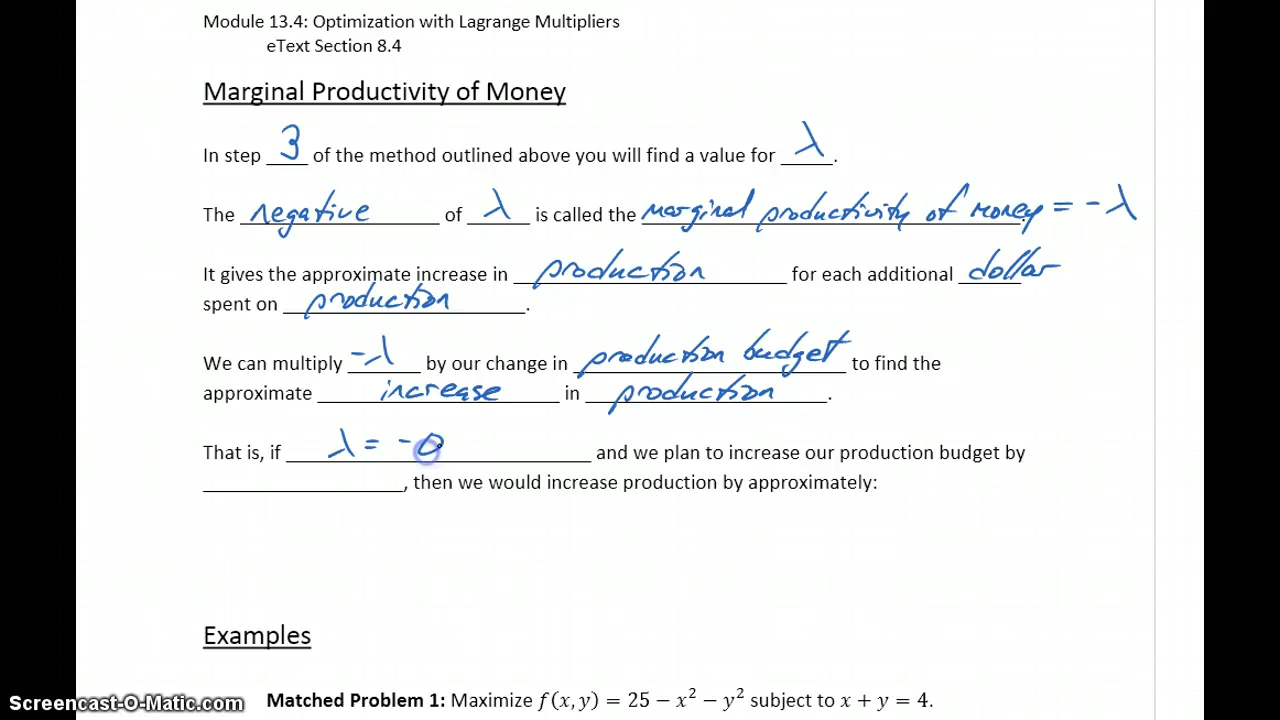 Module 13.4: Optimization with Lagrange Multipliers
eText Section 8.4
Marginal Productivity of Money
In step 3 of the method outlined above you will find a value for λ.
The negative of λ is called the marginal productivity of money = -λ
It gives the approximate increase in production for each additional dollar
spent on production.
We can multiply -λ by our change in production budget to find the
approximate increase in production.
That is, if λ = -0 and we plan to increase our production budget by
____________________, then we would increase production by approximately:
Examples
Matched Problem 1: Maximize f(x, y) = 25 − x² − y² subject to x + y = 4.
Screencast-O-Matic.com